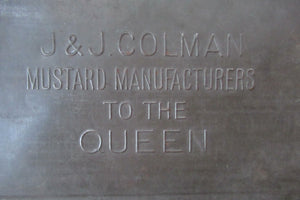 J & J. COLMAN
MUSTARD MANUFACTURERS
TO THE
QUEEN